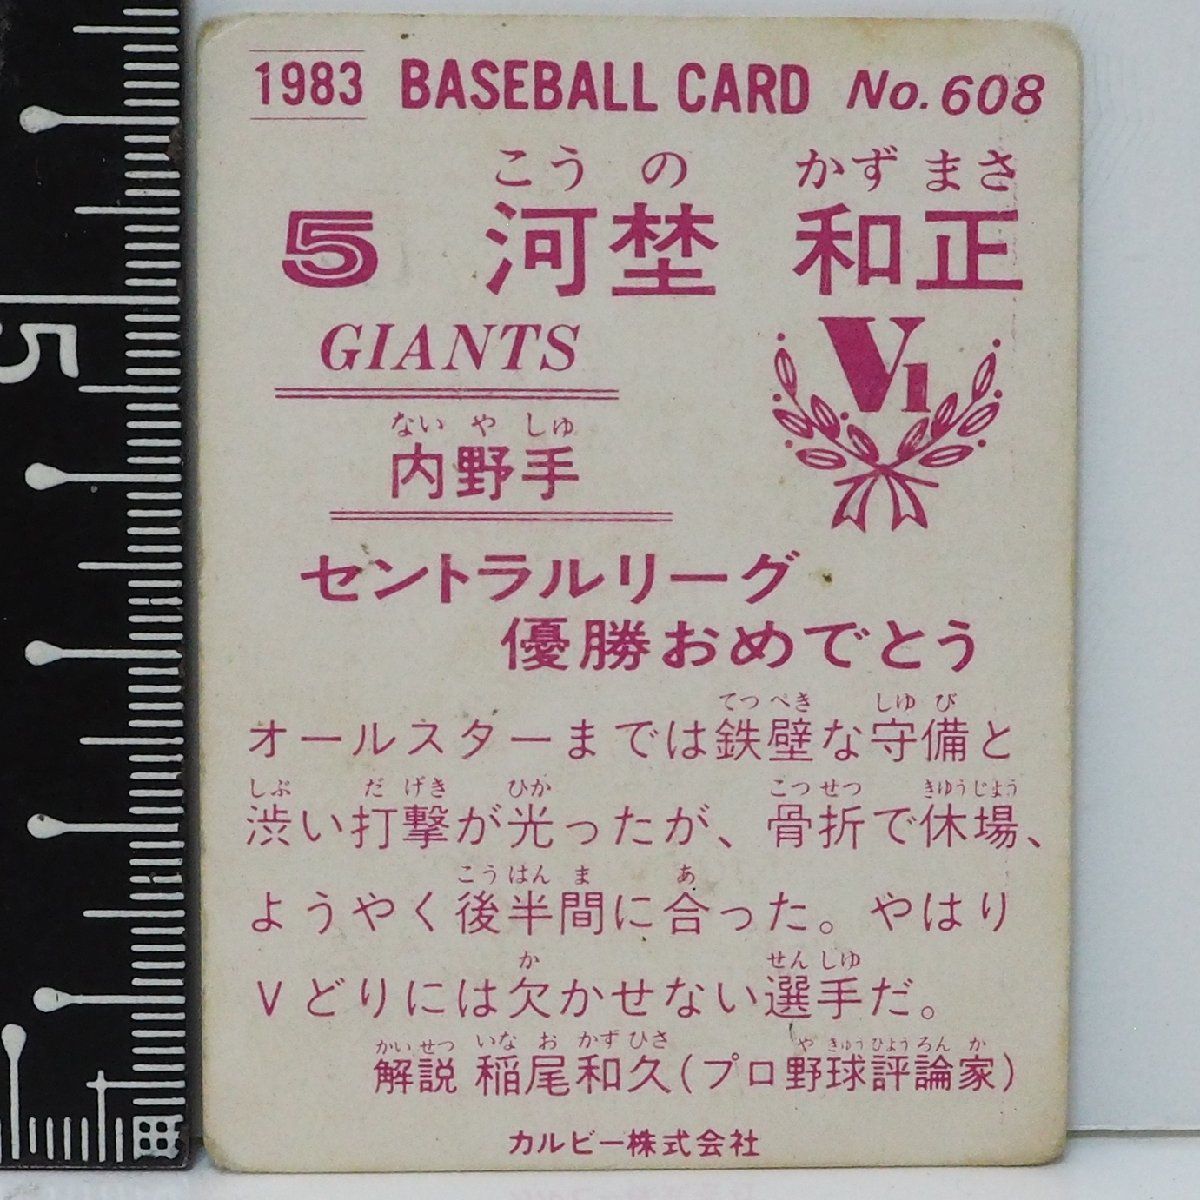 1983 BASEBALL CARD No.608
こう の かず まさ
5 河埜 和正
GIANTS
V1
ない や しゅ
内野手
セントラルリーグ
優勝おめでとう
てっぺき しゆ び
オールスターまでは鉄壁な守備と
しぶ だ げき ひか こつ せつ きゆうじよう
渋い打撃が光ったが、骨折で休場、
こう はん ま あ
ようやく後半間に合った。やはり
か せんしゆ
Vどりには欠かせない選手だ。
かいせつ いな お かず ひさ や きゅうひょうろん か
解説 稲尾和久(プロ野球評論家)
カルビー株式会社
5